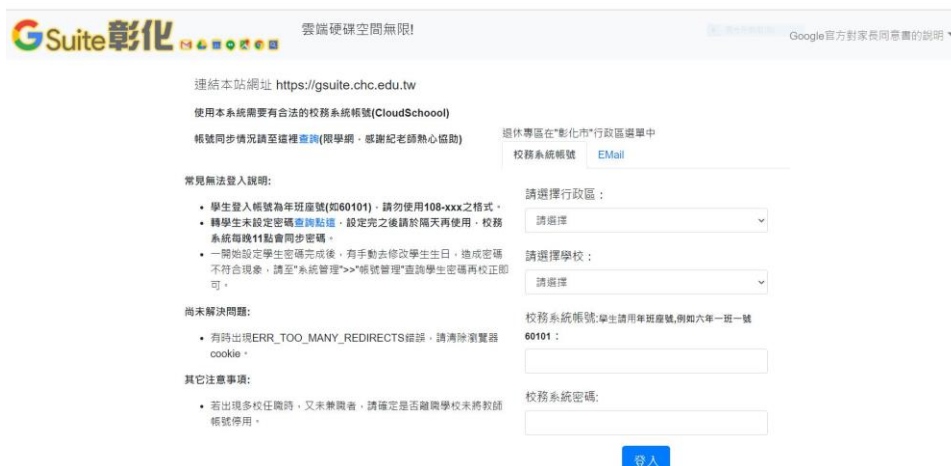 GSuite彰化
雲端硬碟空間無限!
Google官方對家長同意書的說明
連結本站網址 https://gsuite.chc.edu.tw
使用本系統需要有合法的校務系統帳號(CloudSchoool)
帳號同步情況請至這裡查詢(限學網,感謝紀老師熱心協助)
常見無法登入說明:
學生登入帳號為年班座號(如60101),請勿使用108-xxx之格式。
轉學生未設定密碼查詢點這,設定完之後請於隔天再使用,校務
系統每晚11點會同步密碼。
一開始設定學生密碼完成後,有手動去修改學生生日,造成密碼
不符合現象,請至"系統管理">>"帳號管理"查詢學生密碼再校正即
可。
尚未解決問題:
有時出現ERR_TOO_MANY_REDIRECTS錯誤,請清除瀏覽器
cookie。
其它注意事項:
若出現多校任職時,又未兼職者,請確定是否離職學校未將教師
帳號停用。
退休專區在"彰化市"行政區選單中
校務系統帳號 EMail
請選擇行政區:
請選擇
請選擇學校:
請選擇
校務系統帳號:學生請用年班座號,例如六年一班一號
60101:
校務系統密碼:
登入